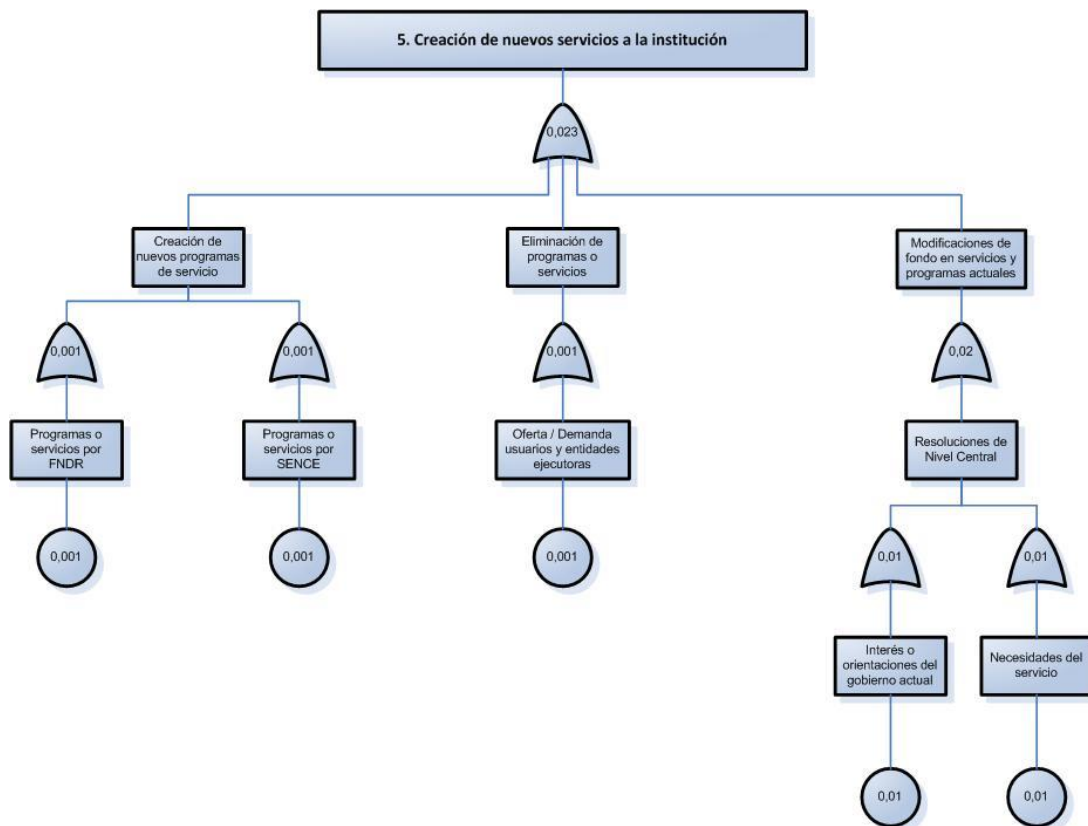 5. Creación de nuevos servicios a la institución
0,023
Creación de
nuevos programas
de servicio
Eliminación de
programas o
servicios
Modificaciones de
fondo en servicios y
programas actuales
0,001
0,001
0,001
0,02
Programas o
servicios por
FNDR
Programas o
servicios por
SENCE
Oferta / Demanda
usuarios y entidades
ejecutoras
Resoluciones de
Nivel Central
0,001
0,001
0,001
0,01
0,01
Interés o
orientaciones del
gobierno actual
Necesidades del
servicio
0,01
0,01